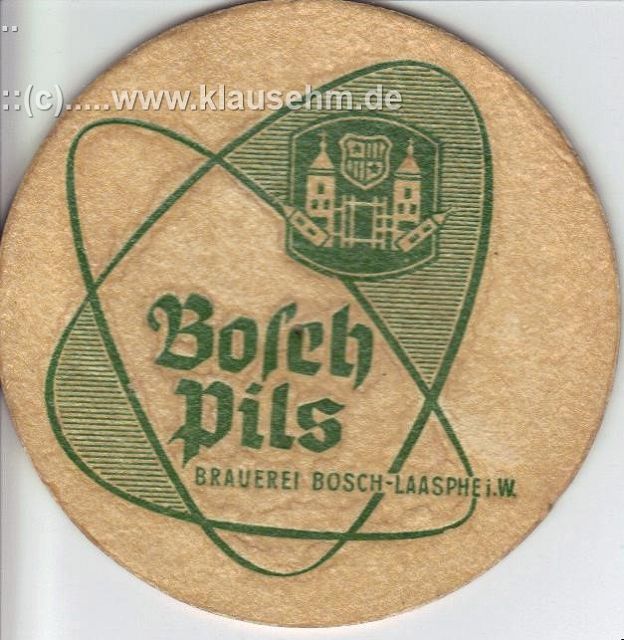 ..
::(c).....www.klausehm.de
Bosch
Pils
BRAUEREI BOSCH-LAASPHE i.W.